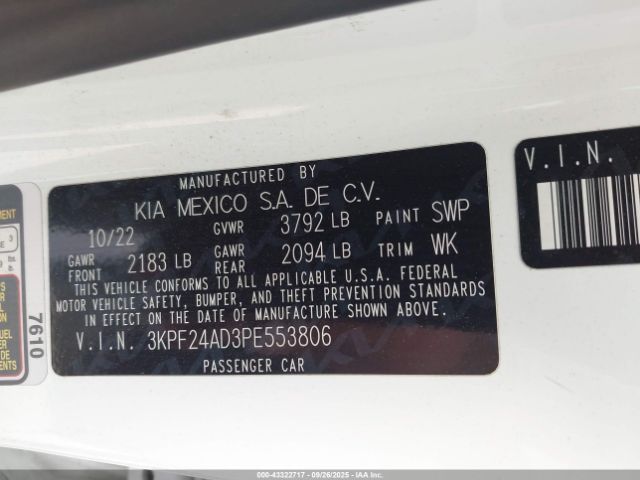 MANUFACTURED BY
KIA MEXICO S.A. DE C.V.
10/22 GVWR 3792 LB PAINT SWP
GAWR FRONT 2183 LB GAWR REAR 2094 LB TRIM WK
THIS VEHICLE CONFORMS TO ALL APPLICABLE U.S.A. FEDERAL
MOTOR VEHICLE SAFETY, BUMPER, AND THEFT PREVENTION STANDARDS
IN EFFECT ON THE DATE OF MANUFACTURE SHOWN ABOVE.
V.I.N. 3KPF24AD3PE553806
PASSENGER CAR
V.I.N.
7610
000-43322717 - 09/26/2025 - IAA Inc.